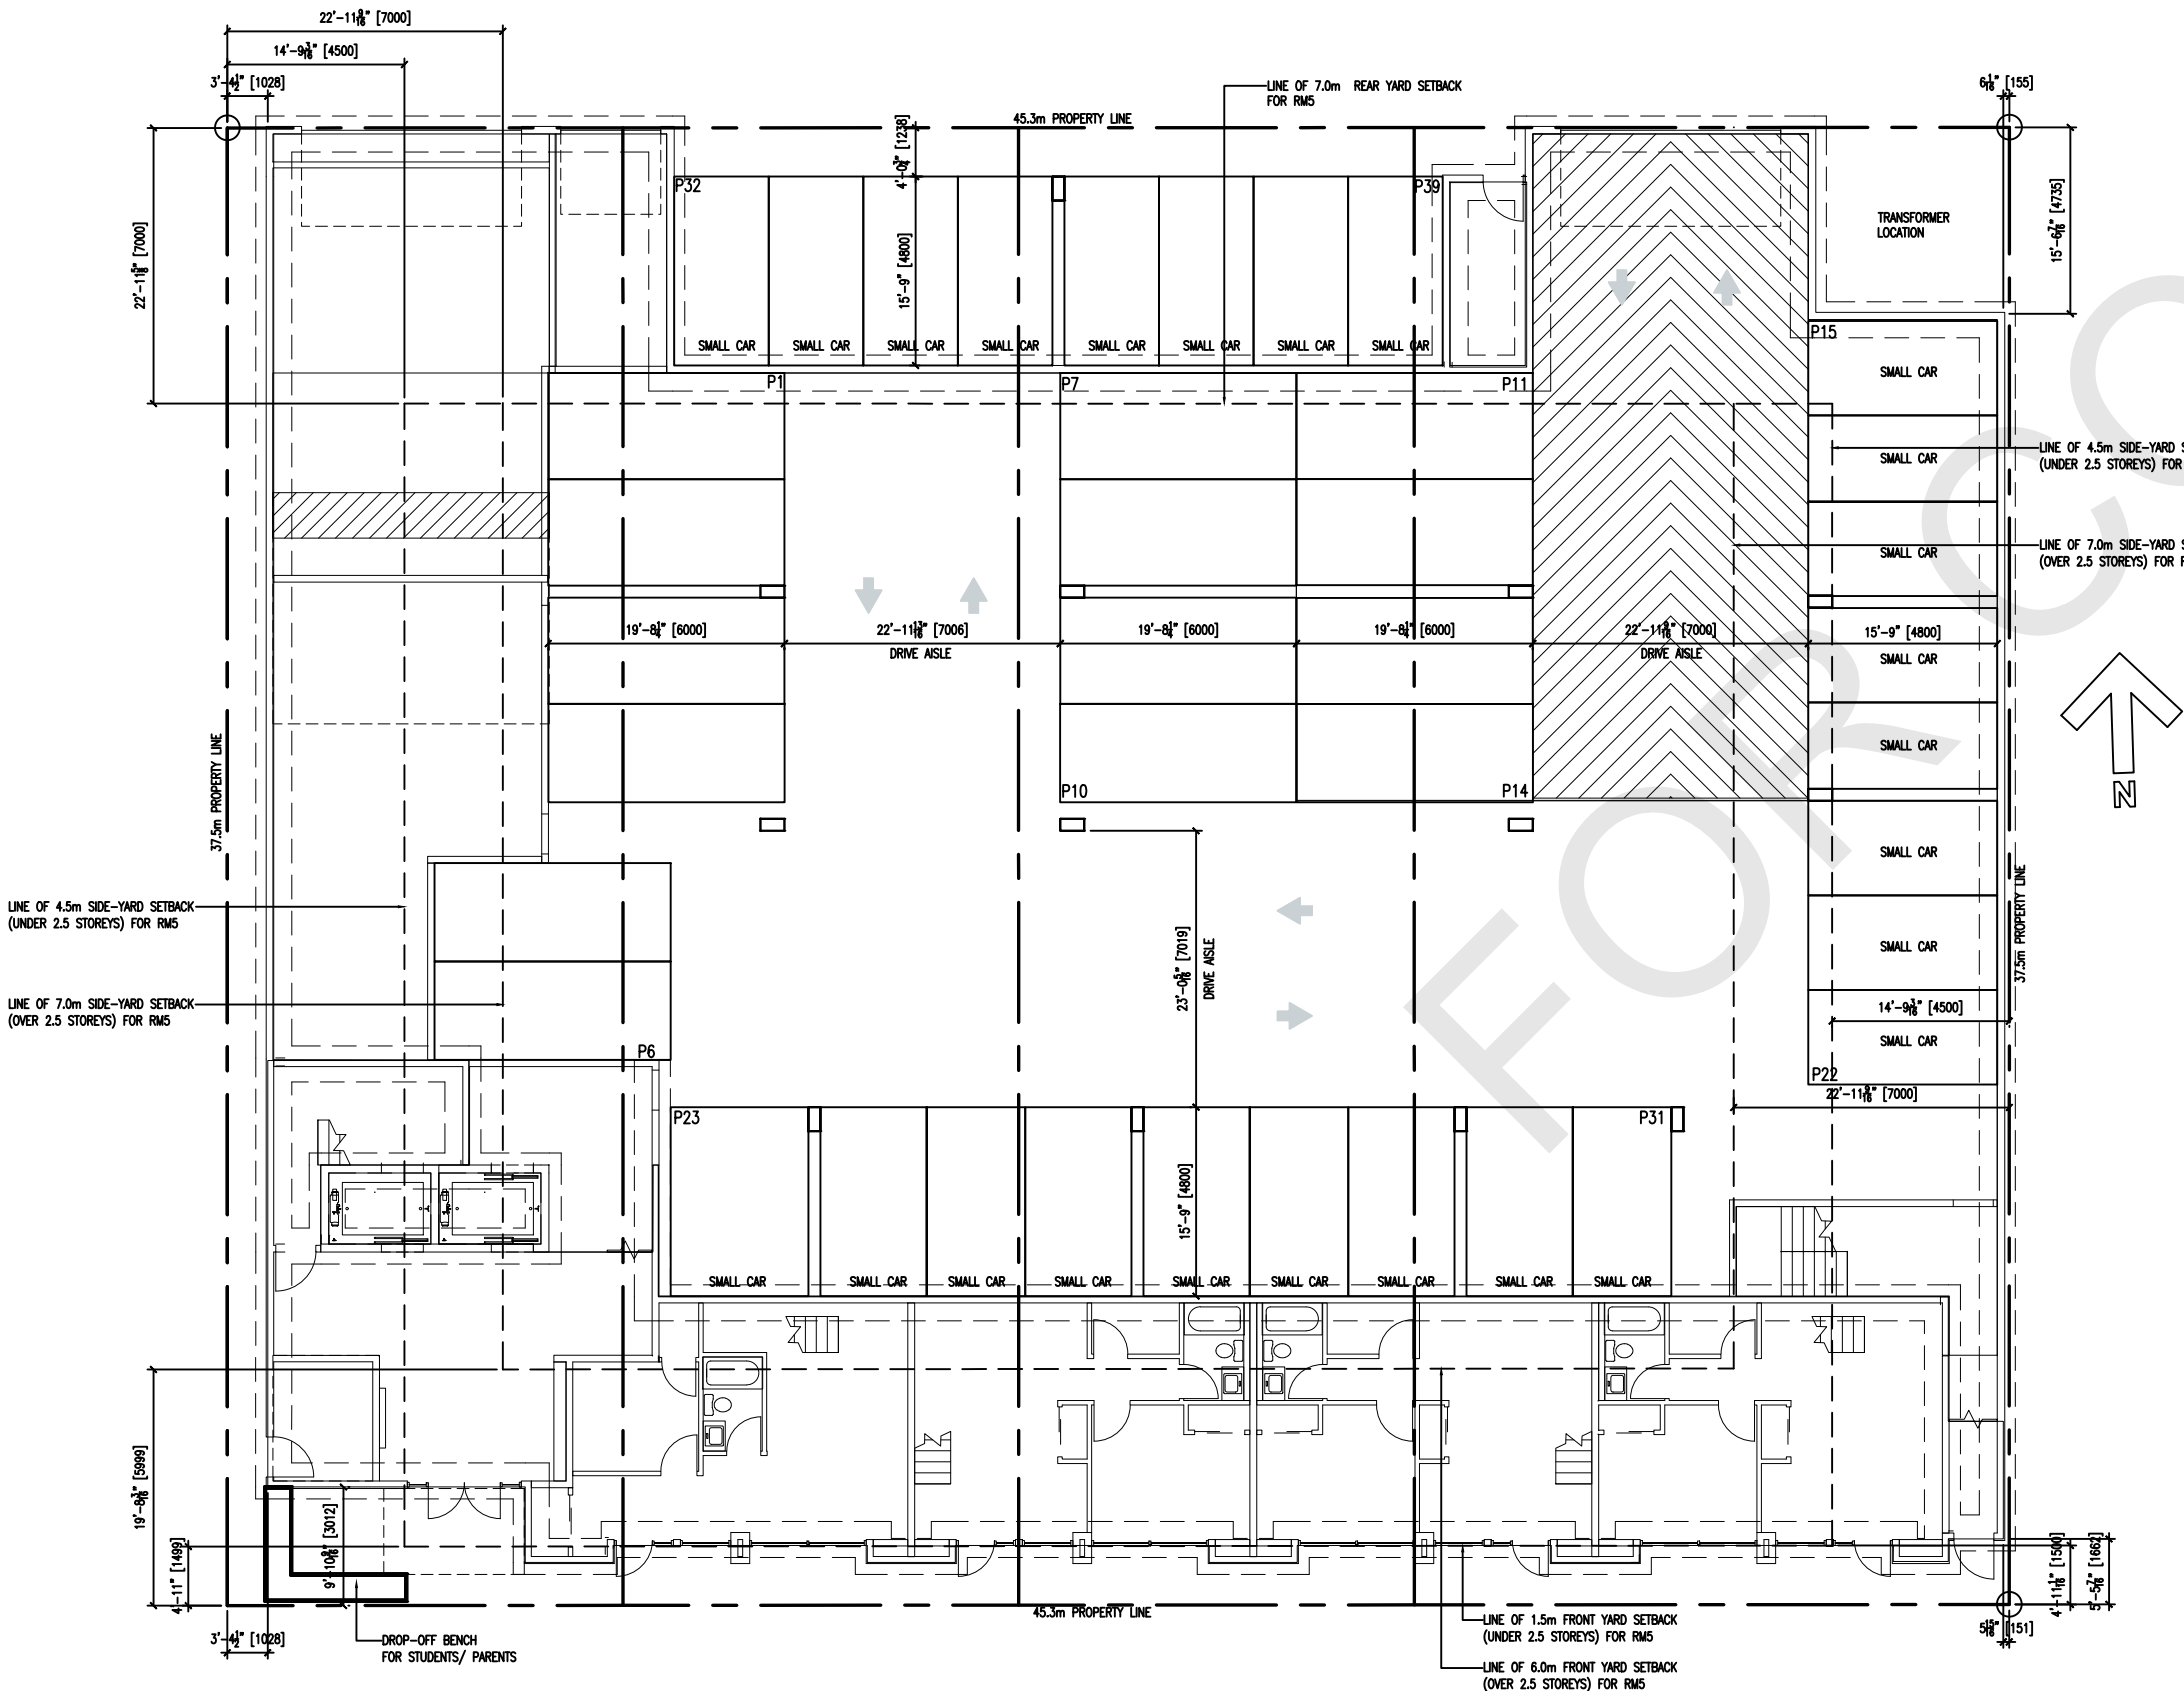 22'-11 9/16" [7000]
14'-9 3/16" [4500]
3'-4 1/2" [1028]
LINE OF 7.0m REAR YARD SETBACK
FOR RM5
6 1/8" [155]
45.3m PROPERTY LINE
4'-0 3/4" [1238]
P32
P39
15'-9" [4800]
TRANSFORMER
LOCATION
15'-6 7/16" [4735]
22'-11 5/8" [7000]
SMALL CAR
SMALL CAR
SMALL CAR
SMALL CAR
SMALL CAR
SMALL CAR
SMALL CAR
SMALL CAR
P15
SMALL CAR
P1
P7
P11
LINE OF 4.5m SIDE-YARD
(UNDER 2.5 STOREYS) FOR
SMALL CAR
LINE OF 7.0m SIDE-YARD
(OVER 2.5 STOREYS) FOR
SMALL CAR
19'-8 1/4" [6000]
22'-11 13/16" [7006]
DRIVE AISLE
19'-8 1/4" [6000]
19'-8 1/4" [6000]
22'-11 9/16" [7000]
DRIVE AISLE
15'-9" [4800]
SMALL CAR
SMALL CAR
N
37.5m PROPERTY LINE
P10
P14
SMALL CAR
37.5m PROPERTY LINE
LINE OF 4.5m SIDE-YARD SETBACK
(UNDER 2.5 STOREYS) FOR RM5
SMALL CAR
23'-0 5/16" [7019]
DRIVE AISLE
LINE OF 7.0m SIDE-YARD SETBACK
(OVER 2.5 STOREYS) FOR RM5
14'-9 3/16" [4500]
SMALL CAR
P6
P22
22'-11 9/16" [7000]
P23
P31
15'-9" [4800]
SMALL CAR
SMALL CAR
SMALL CAR
SMALL CAR
SMALL CAR
SMALL CAR
SMALL CAR
SMALL CAR
SMALL CAR
19'-8 3/16" [5999]
4'-11" [1499]
9'-10 9/16" [3012]
4'-11 1/16" [1500]
5'-5 7/16" [1662]
45.3m PROPERTY LINE
LINE OF 1.5m FRONT YARD SETBACK
(UNDER 2.5 STOREYS) FOR RM5
5 15/16" [151]
3'-4 1/2" [1028]
DROP-OFF BENCH
FOR STUDENTS/ PARENTS
LINE OF 6.0m FRONT YARD SETBACK
(OVER 2.5 STOREYS) FOR RM5
FOR CO